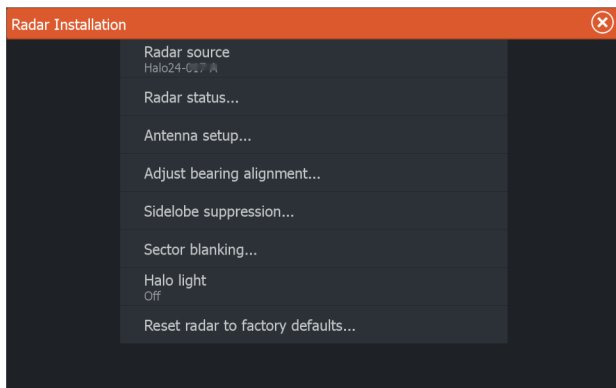 Radar Installation
Radar source
Radar status...
Antenna setup...
Adjust bearing alignment...
Sidelobe suppression...
Sector blanking...
Halo light
Off
Reset radar to factory defaults...